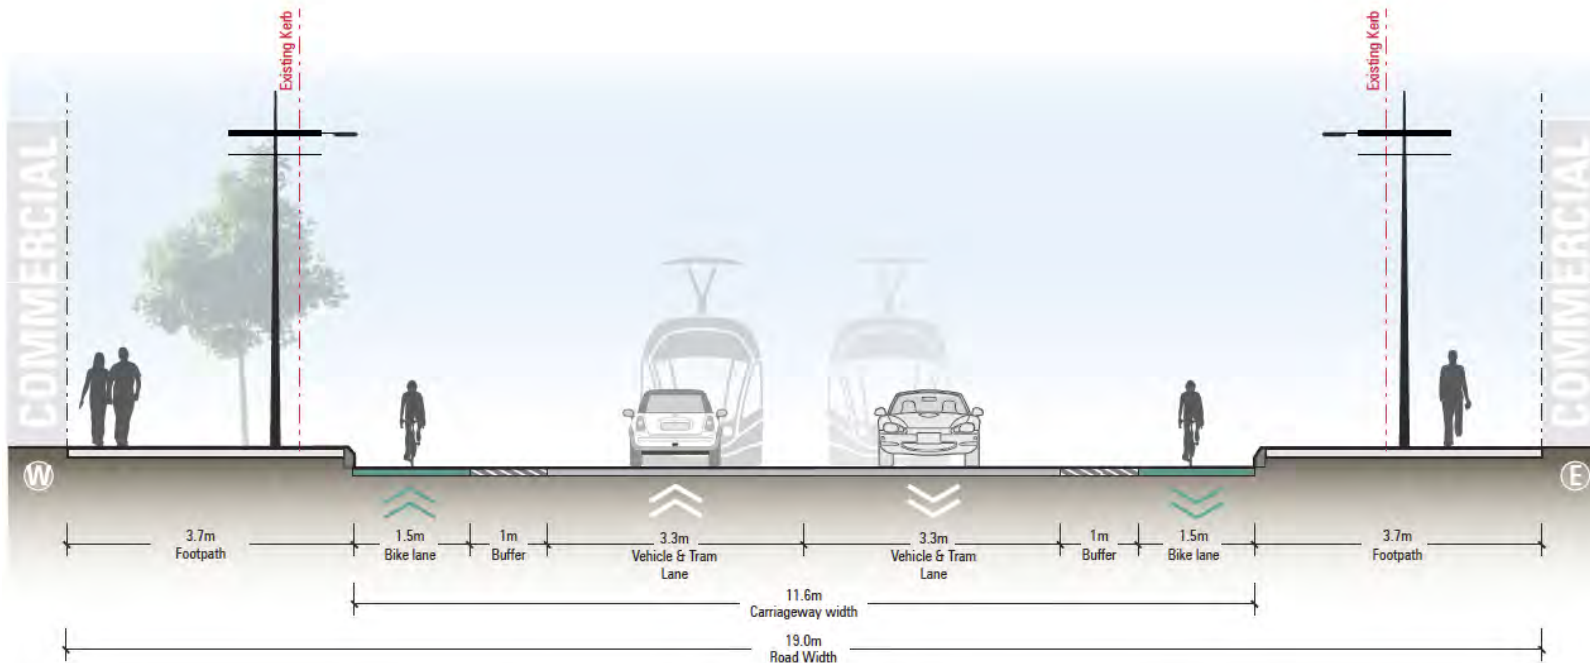 Existing Kerb
Existing Kerb
COMMERCIAL
COMMERCIAL
W
E
3.7m
Footpath
1.5m
Bike lane
1m
Buffer
3.3m
Vehicle & Tram
Lane
3.3m
Vehicle & Tram
Lane
1m
Buffer
1.5m
Bike lane
3.7m
Footpath
11.6m
Carriageway width
19.0m
Road Width